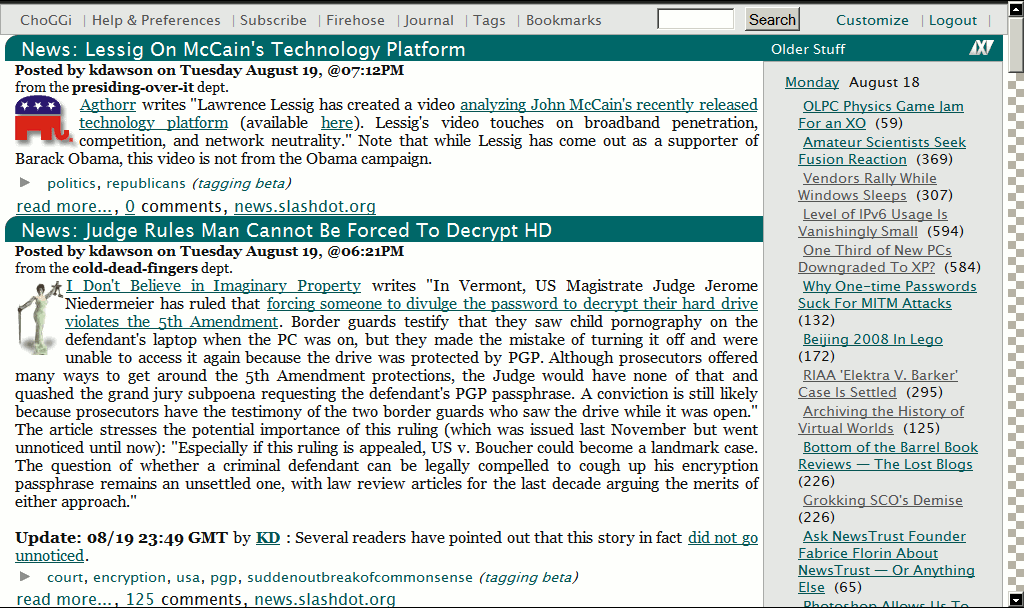 ChoGGi | Help & Preferences | Subscribe | Firehose | Journal | Tags | Bookmarks Search Customize | Logout |
News: Lessig On McCain's Technology Platform
Posted by kdawson on Tuesday August 19, @07:12PM
from the presiding-over-it dept.
Agthorr writes "Lawrence Lessig has created a video analyzing John McCain's recently released
technology platform (available here). Lessig's video touches on broadband penetration,
competition, and network neutrality." Note that while Lessig has come out as a supporter of
Barack Obama, this video is not from the Obama campaign.
politics, republicans (tagging beta)
read more..., 0 comments, news.slashdot.org
News: Judge Rules Man Cannot Be Forced To Decrypt HD
Posted by kdawson on Tuesday August 19, @06:21PM
from the cold-dead-fingers dept.
I Don't Believe in Imaginary Property writes "In Vermont, US Magistrate Judge Jerome
Niedermeier has ruled that forcing someone to divulge the password to decrypt their hard drive
violates the 5th Amendment. Border guards testify that they saw child pornography on the
defendant's laptop when the PC was on, but they made the mistake of turning it off and were
unable to access it again because the drive was protected by PGP. Although prosecutors offered
many ways to get around the 5th Amendment protections, the Judge would have none of that and
quashed the grand jury subpoena requesting the defendant's PGP passphrase. A conviction is still likely
because prosecutors have the testimony of the two border guards who saw the drive while it was open."
The article stresses the potential importance of this ruling (which was issued last November but went
unnoticed until now): "Especially if this ruling is appealed, US v. Boucher could become a landmark case.
The question of whether a criminal defendant can be legally compelled to cough up his encryption
passphrase remains an unsettled one, with law review articles for the last decade arguing the merits of
either approach."
Update: 08/19 23:49 GMT by KD : Several readers have pointed out that this story in fact did not go
unnoticed.
court, encryption, usa, pgp, suddenoutbreakofcommonsense (tagging beta)
read more..., 125 comments, news.slashdot.org
Older Stuff
Monday August 18
OLPC Physics Game Jam
For an XO (59)
Amateur Scientists Seek
Fusion Reaction (369)
Vendors Rally While
Windows Sleeps (307)
Level of IPv6 Usage Is
Vanishingly Small (594)
One Third of New PCs
Downgraded To XP? (584)
Why One-time Passwords
Suck For MITM Attacks
(132)
Beijing 2008 In Lego
(172)
RIAA 'Elektra V. Barker'
Case Is Settled (295)
Archiving the History of
Virtual Worlds (125)
Bottom of the Barrel Book
Reviews — The Lost Blogs
(226)
Grokking SCO's Demise
(226)
Ask NewsTrust Founder
Fabrice Florin About
NewsTrust — Or Anything
Else (65)
Photoshop Allows Us To